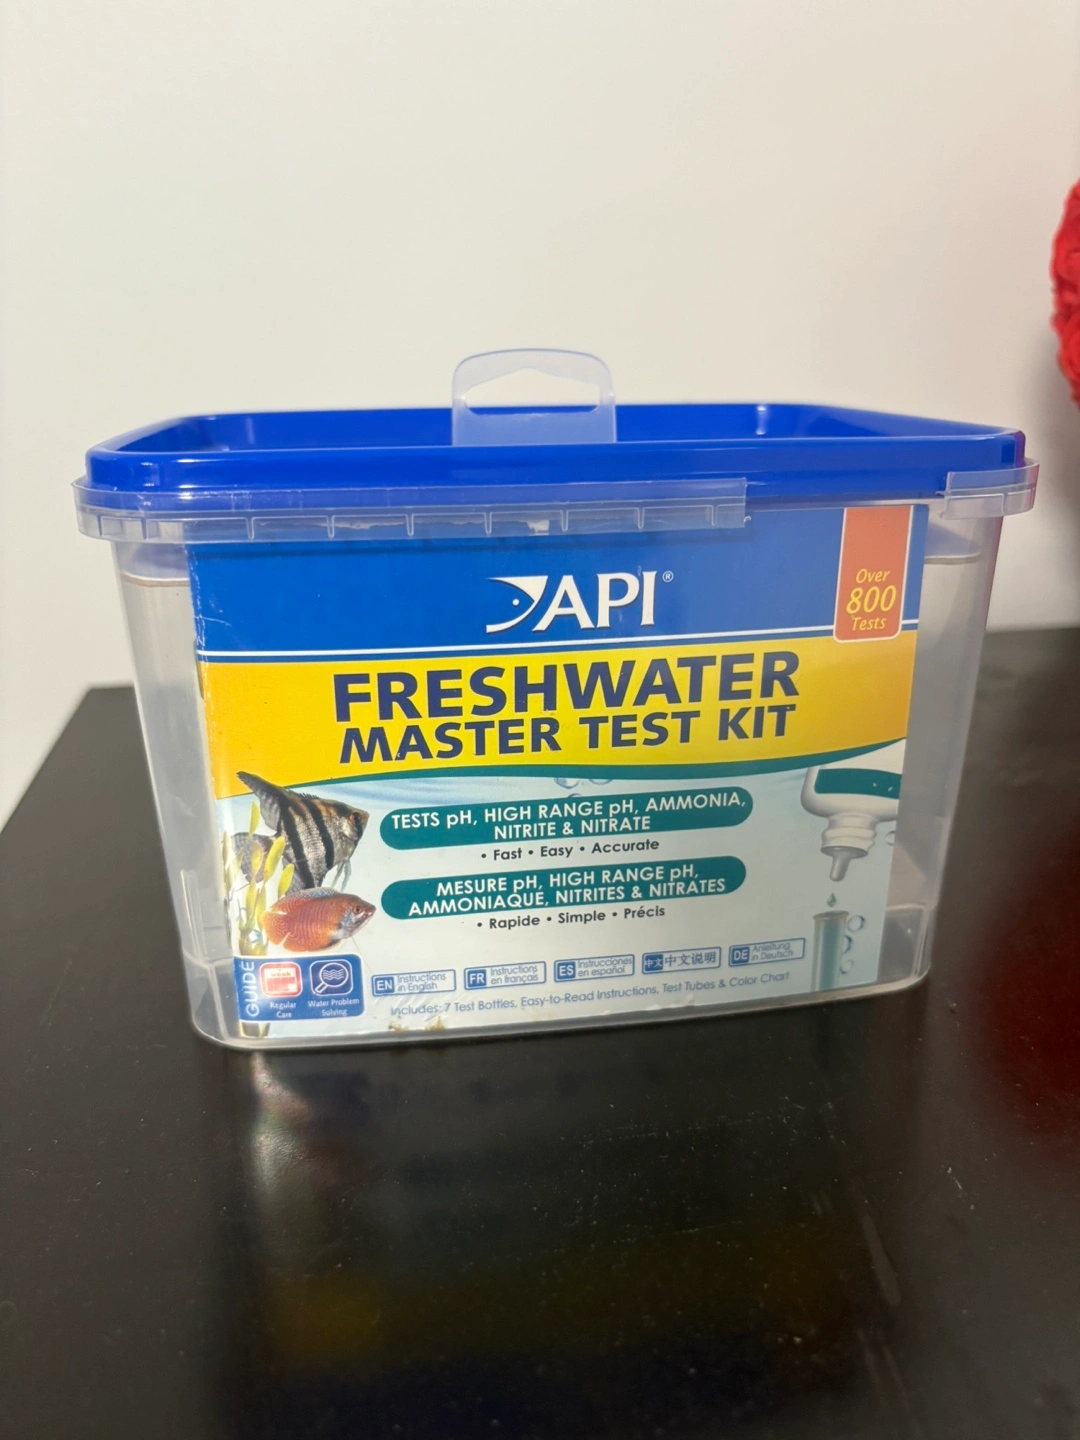 API®
Over
800
Tests
FRESHWATER
MASTER TEST KIT
TESTS pH, HIGH RANGE pH, AMMONIA,
NITRITE & NITRATE
• Fast • Easy • Accurate
MESURE pH, HIGH RANGE pH,
AMMONIAQUE, NITRITES & NITRATES
• Rapide • Simple • Précis
GUIDE
Regular
Care
Water Problem
Solving
EN Instructions
in English
FR Instructions
en français
ES Instrucciones
en español
中文 中文说明
DE Anleitung
in Deutsch
Includes: 7 Test Bottles, Easy-to-Read Instructions, Test Tubes & Color Chart